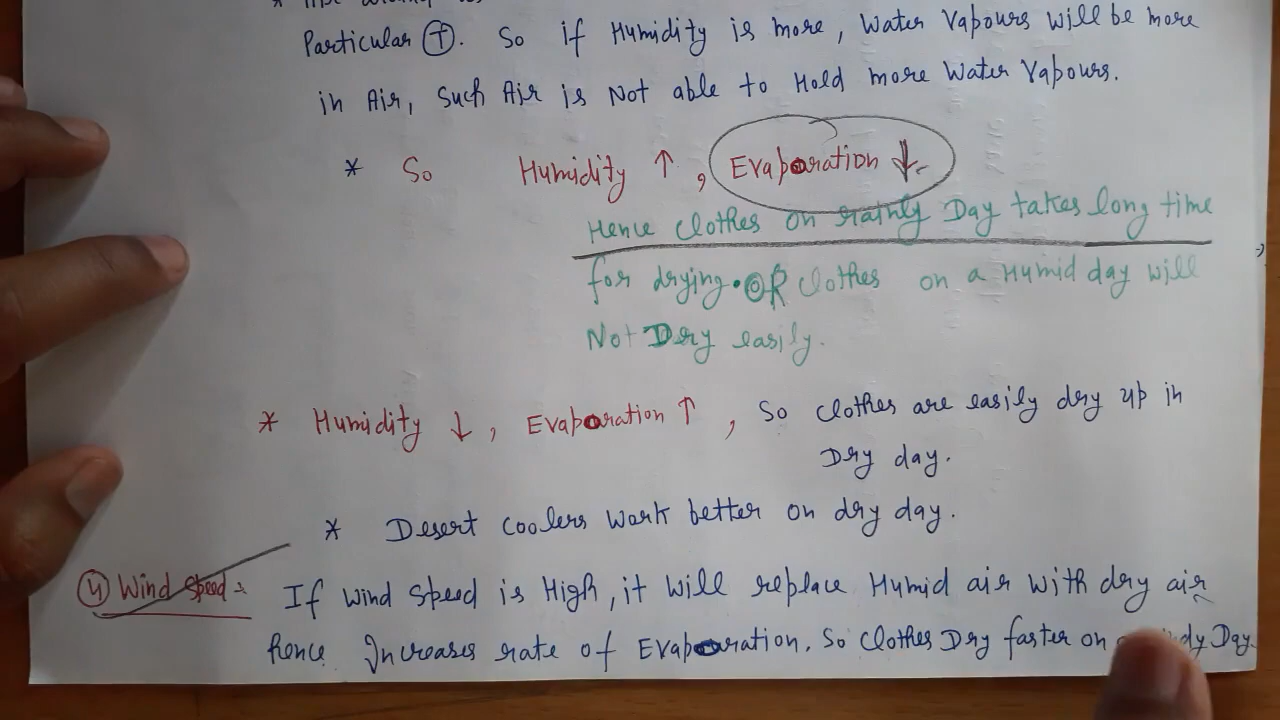 Particular (T). So if Humidity is more, Water Vapours will be more
in Air, Such Air is Not able to Hold more Water Vapours.
* So Humidity ↑, Evaporation ↓.
Hence clothes on rainly Day takes long time
for drying. OR Clothes on a Humid day will
Not Dry easily.
* Humidity ↓, Evaporation ↑, So clothes are easily dry up in
Dry day.
* Desert coolers work better on dry day.
(4) Wind Speed:- If wind speed is High, it will replace Humid air with dry air
hence Increases rate of Evaporation. So Clothes Dry faster on Day.